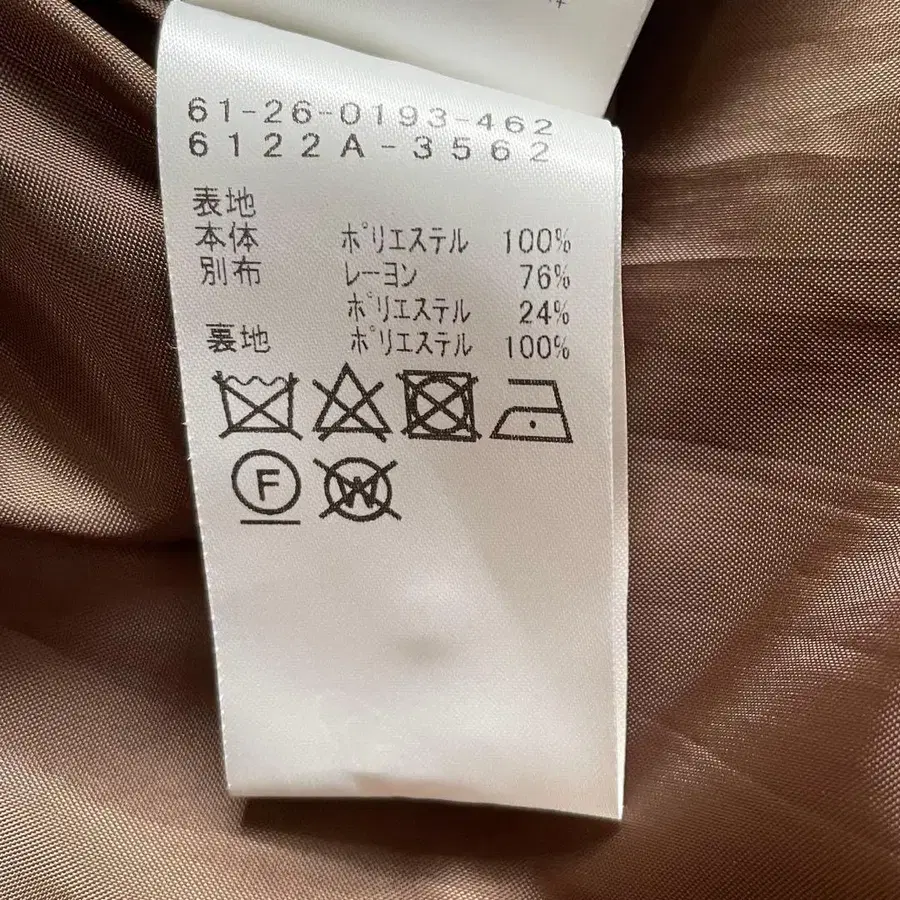 61-26-0193-462
6122A-3562
表地
本体 ポリエステル 100%
別布 レーヨン 76%
ポリエステル 24%
裏地 ポリエステル 100%
F W